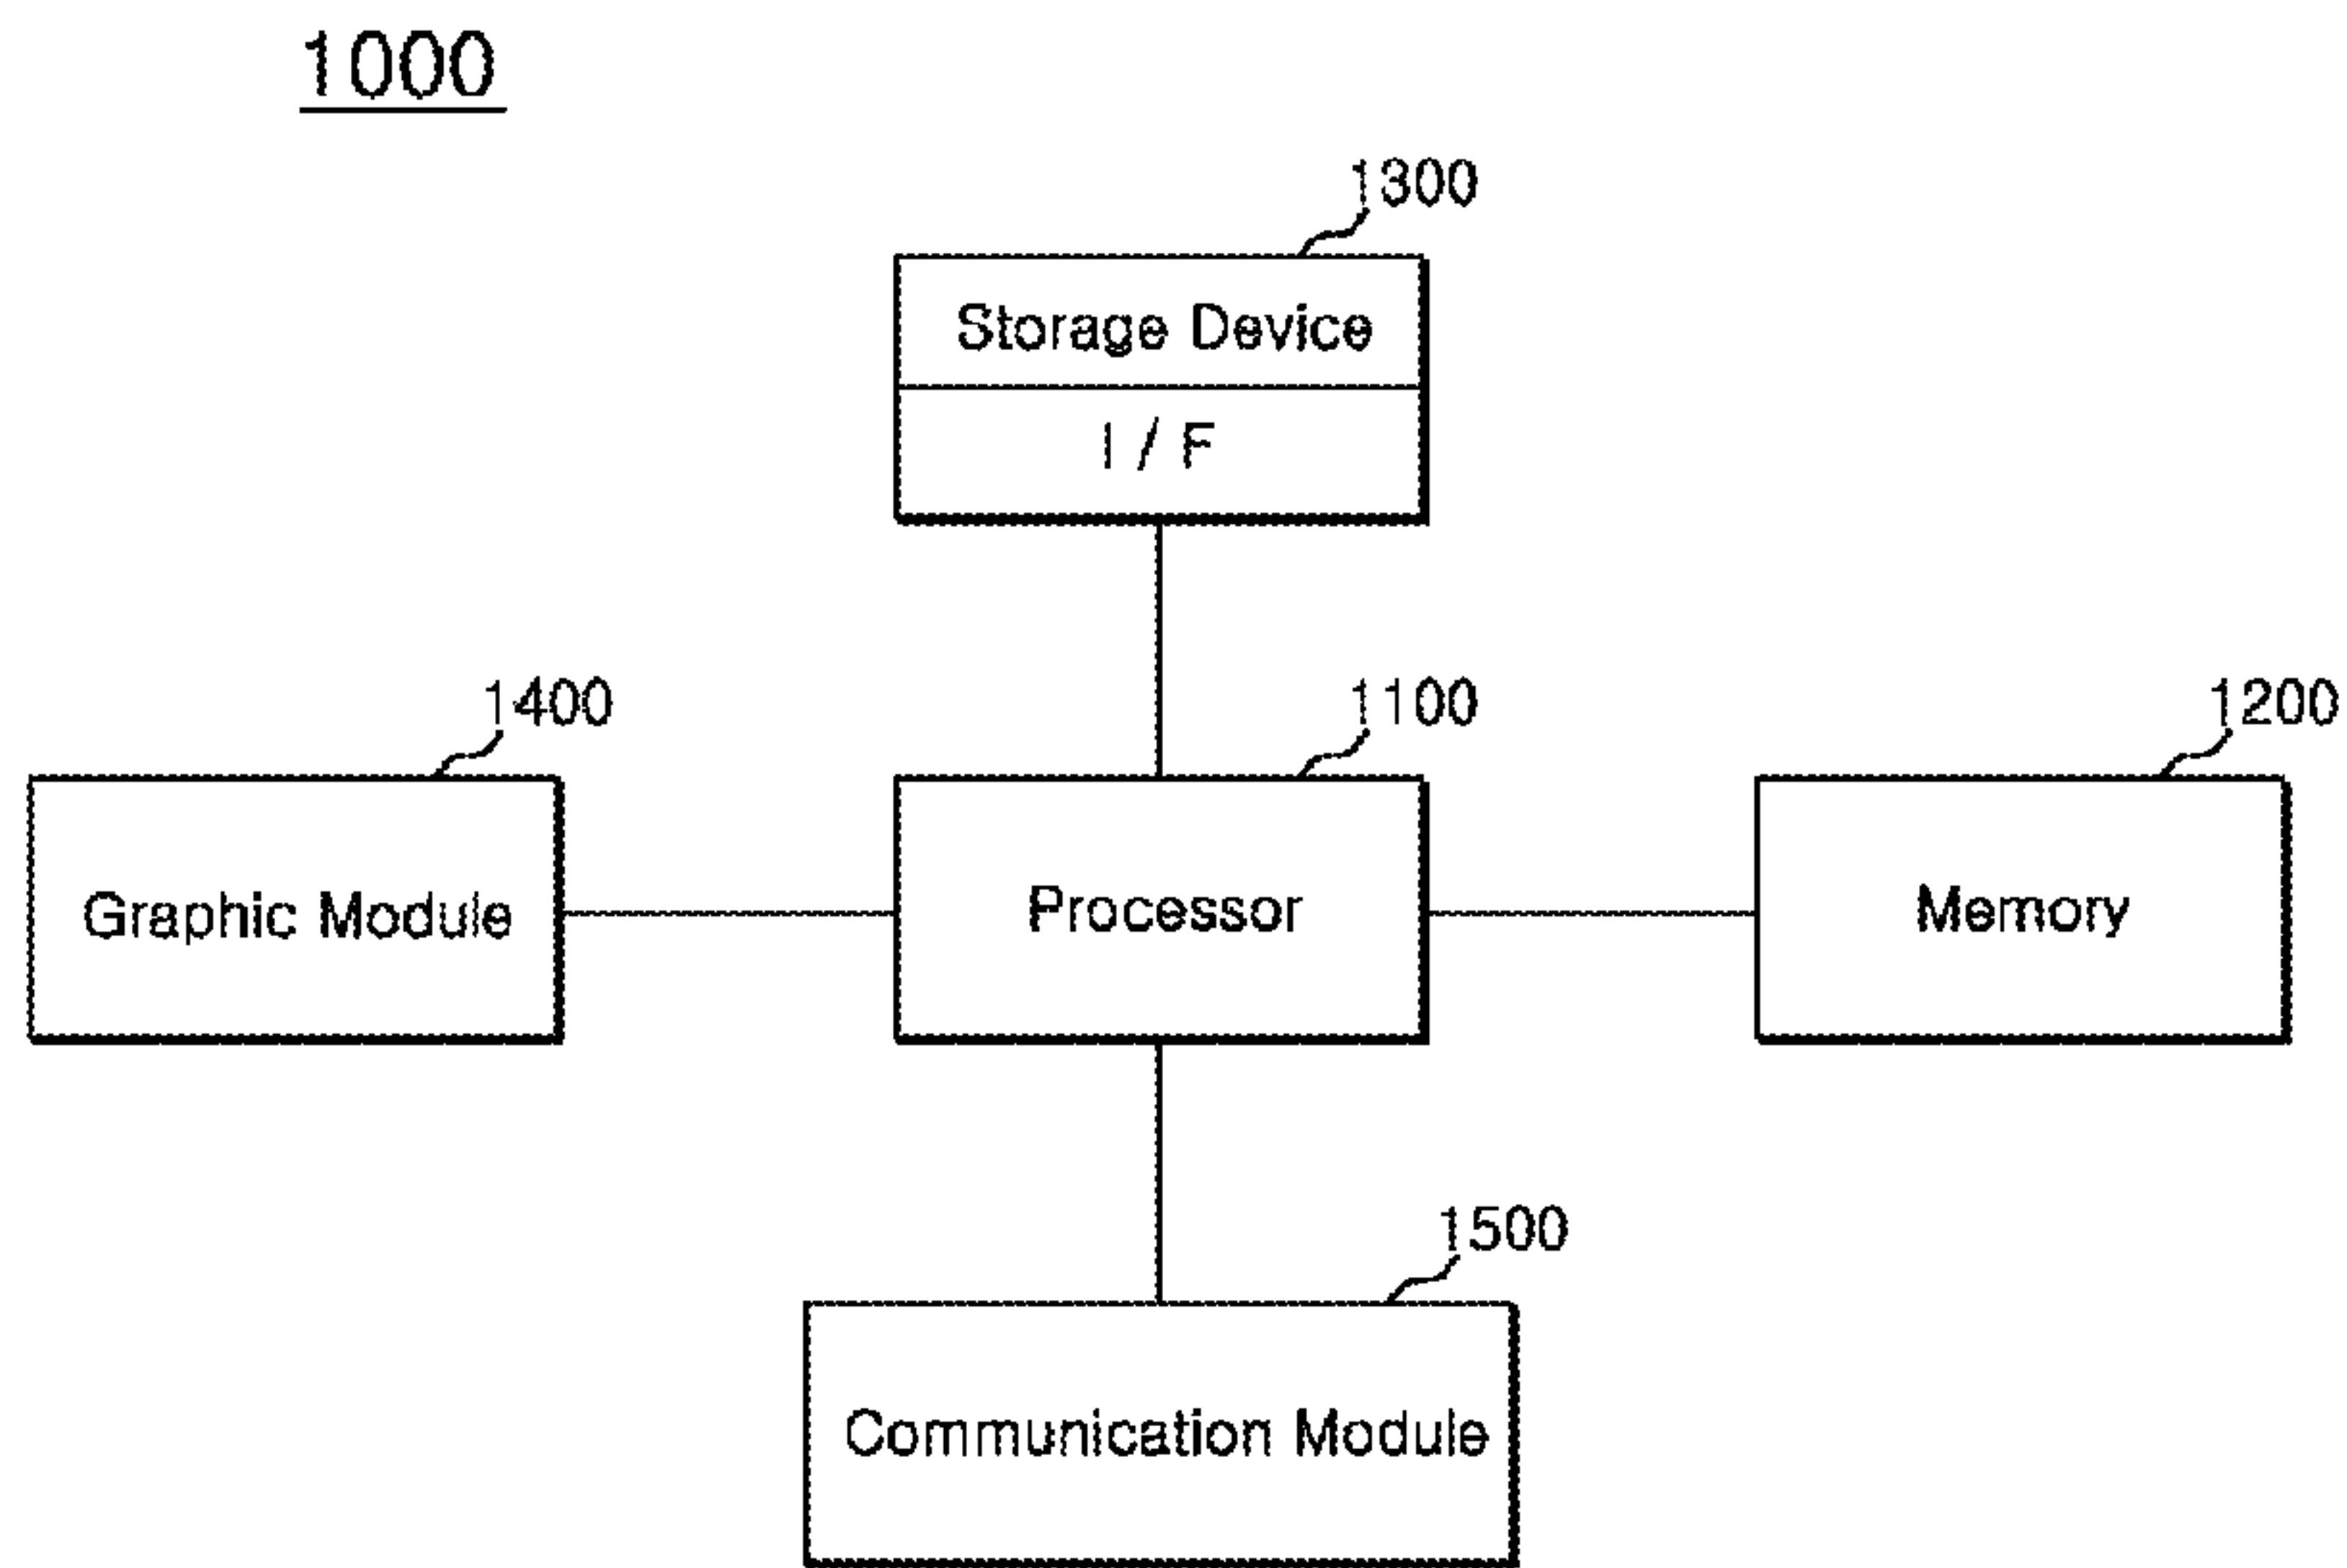 1000
1300
Storage Device
I / F
1400
1100
1200
Graphic Module
Processor
Memory
1500
Communication Module